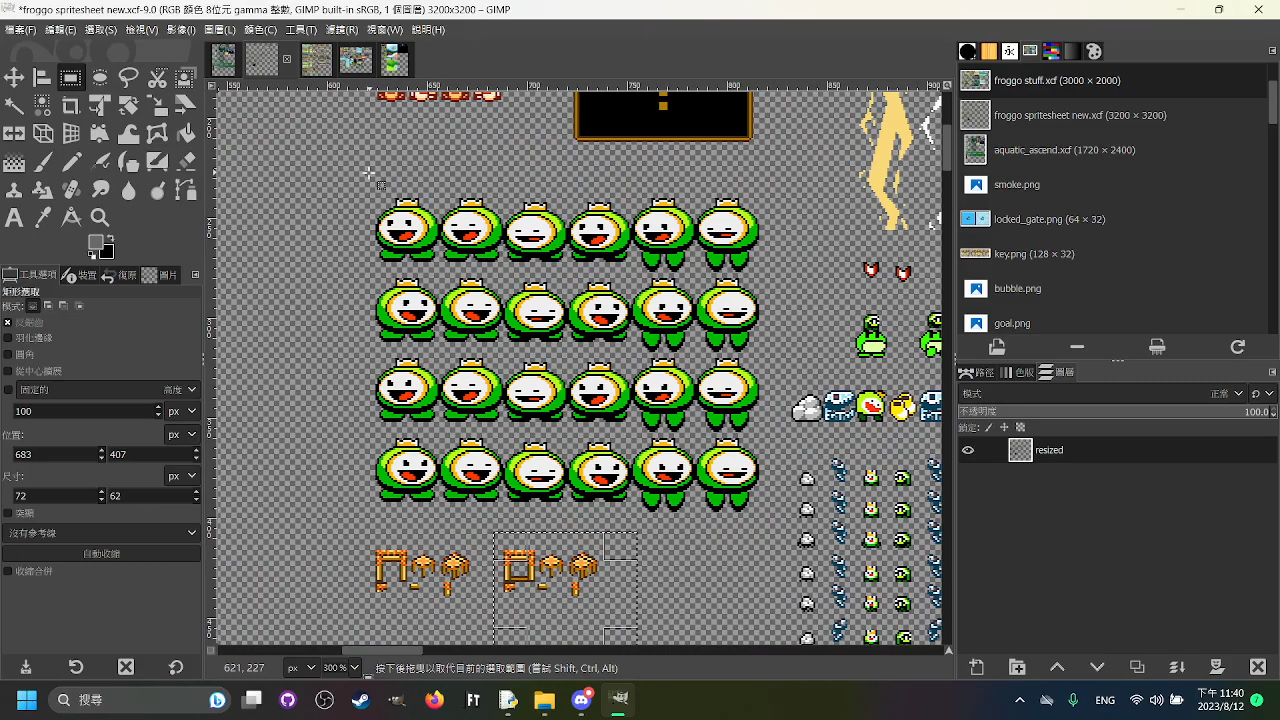 *froggo spritesheet new.xcf-9.0 (RGB 顏色 8位元 gamma 整數, GIMP built-in sRGB, 1 個圖層) 3200x3200 – GIMP
檔案(F) 編輯(E) 選取(S) 檢視(V) 影像(I) 圖層(L) 顏色(C) 工具(T) 濾鏡(R) 視窗(W) 說明(H)
550 600 650 700 750 800 850 900
froggo stuff.xcf (3000 × 2000)
froggo spritesheet new.xcf (3200 × 3200)
aquatic_ascend.xcf (1720 × 2400)
smoke.png
locked_gate.png (64 × 32)
key.png (128 × 32)
bubble.png
goal.png
工具選項 裝置 復原 圖片
矩形選取
模式:
反鋸齒
羽化邊緣
圓角
從中心擴展
固定的 高度
100 px
位置: px
683 407
尺寸: px
72 62
突顯
沒有參考線
自動收縮
收縮合併
路徑 色版 圖層
模式 正常
不透明度 100.0
鎖定:
resized
621, 227 px 300 % 按下後拖曳以取代目前的選取範圍 (嘗試 Shift, Ctrl, Alt)
搜尋
FT
ENG
下午 11:40
2023/8/12
7